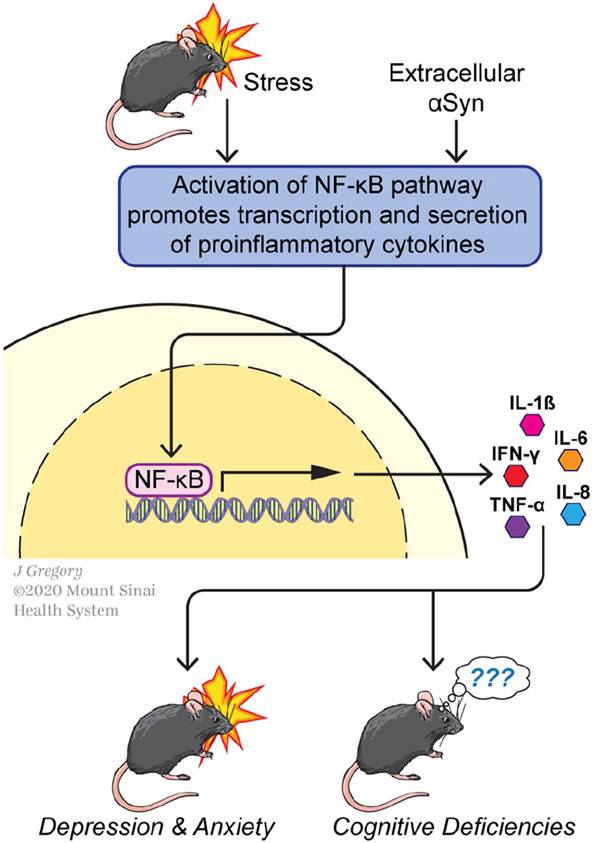 Stress
Extracellular
αSyn
Activation of NF-κB pathway
promotes transcription and secretion
of proinflammatory cytokines
IL-1ß
IL-6
IFN-γ
IL-8
TNF-α
NF-κB
J Gregory
©2020 Mount Sinai
Health System
???
Depression & Anxiety
Cognitive Deficiencies